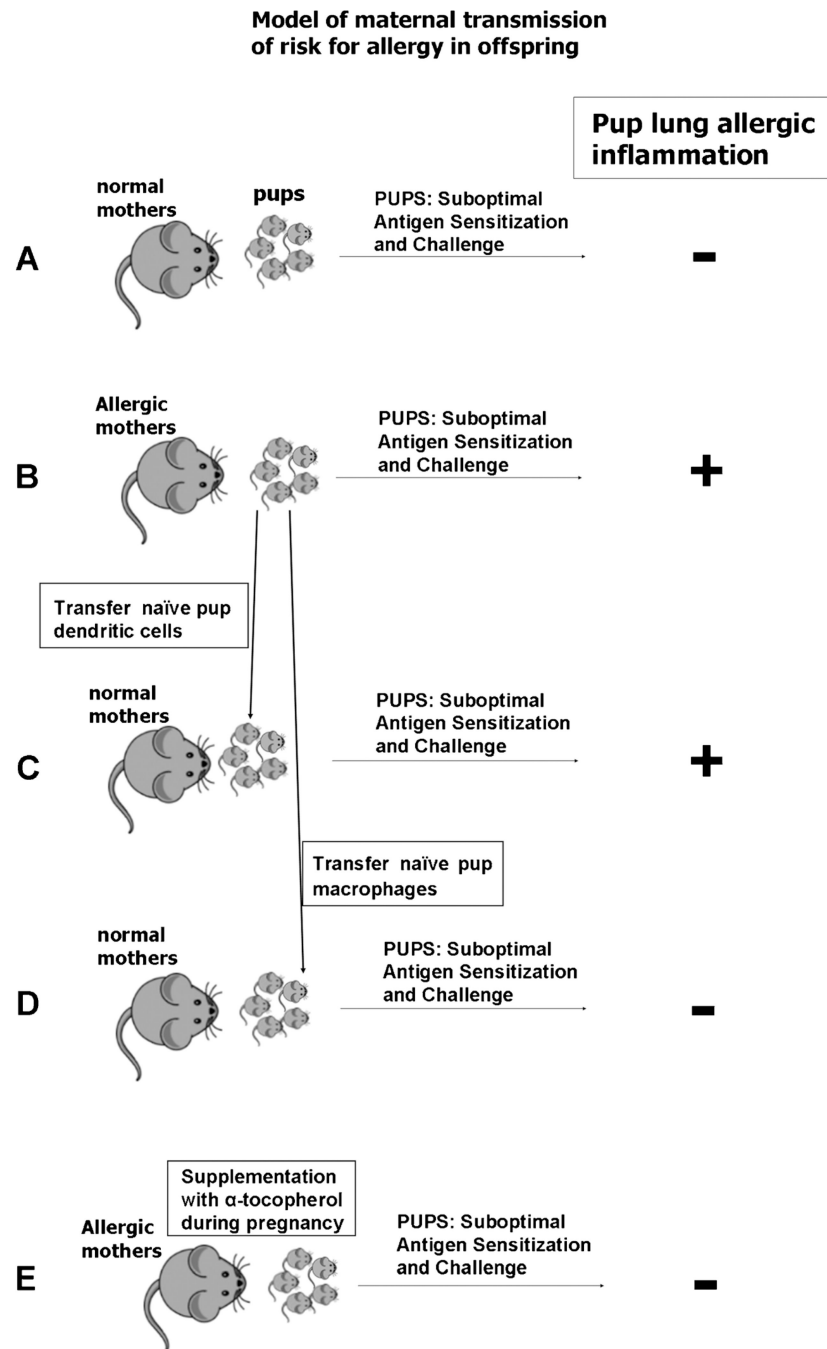 Model of maternal transmission
of risk for allergy in offspring
Pup lung allergic
inflammation
normal
mothers
pups
PUPS: Suboptimal
Antigen Sensitization
and Challenge
A
-
Allergic
mothers
PUPS: Suboptimal
Antigen Sensitization
and Challenge
B
+
Transfer naïve pup
dendritic cells
normal
mothers
PUPS: Suboptimal
Antigen Sensitization
and Challenge
C
+
Transfer naïve pup
macrophages
normal
mothers
PUPS: Suboptimal
Antigen Sensitization
and Challenge
D
-
Supplementation
with α-tocopherol
during pregnancy
Allergic
mothers
PUPS: Suboptimal
Antigen Sensitization
and Challenge
E
-